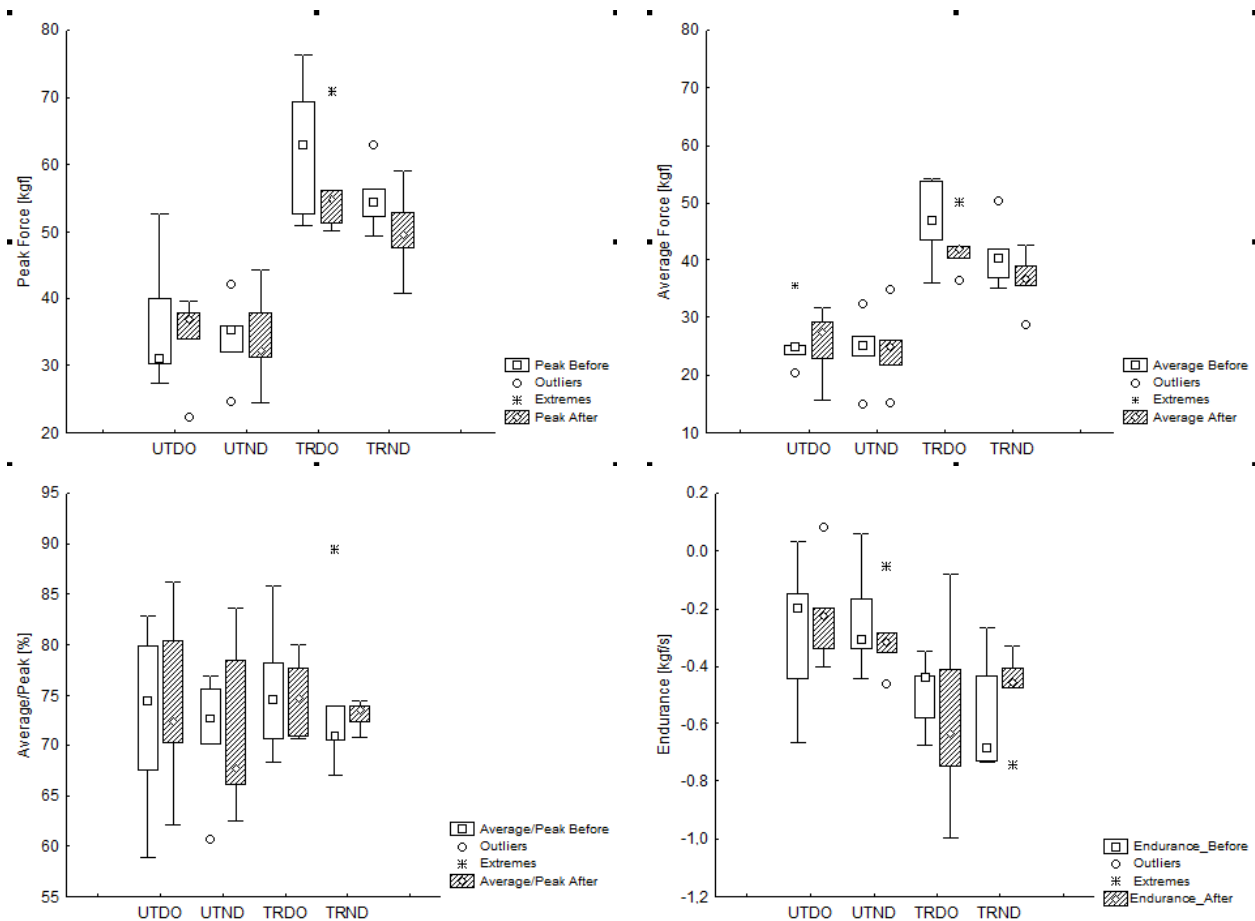 80
70
60
50
40
30
20
Peak Force [kgf]
UTDO UTND TRDO TRND
Peak Before
Outliers
Extremes
Peak After
80
70
60
50
40
30
20
10
Average Force [kgf]
UTDO UTND TRDO TRND
Average Before
Outliers
Extremes
Average After
95
90
85
80
75
70
65
60
55
Average/Peak [%]
UTDO UTND TRDO TRND
Average/Peak Before
Outliers
Extremes
Average/Peak After
0.2
0.0
-0.2
-0.4
-0.6
-0.8
-1.0
-1.2
Endurance [kgf/s]
UTDO UTND TRDO TRND
Endurance_Before
Outliers
Extremes
Endurance_After